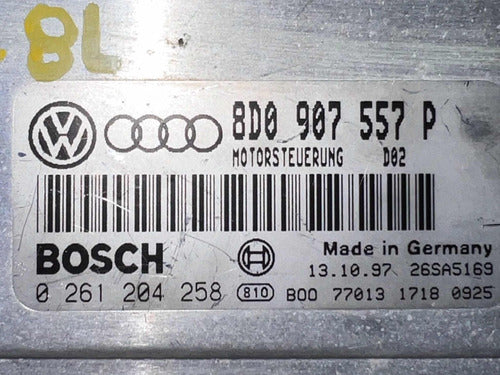 8D0 907 557 P
MOTORSTEUERUNG D02
BOSCH
Made in Germany
13.10.97 26SA5169
0 261 204 258 810 B00 77013 1718 0925